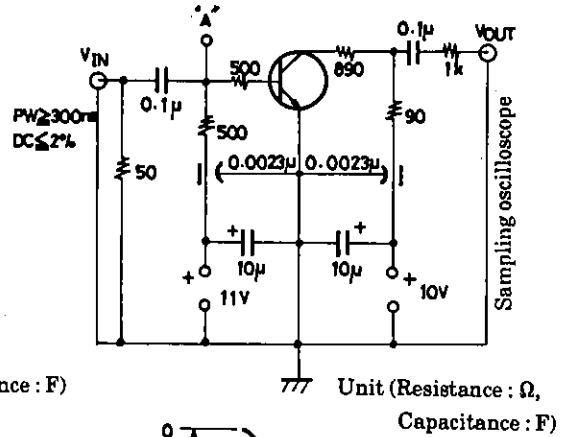 "A"
VIN
0.1μ
VOUT
500
890
1k
0.1μ
PW≧300ns
DC≦2%
500
90
50
0.0023μ
0.0023μ
+
+
10μ
10μ
+
11V
+
10V
Sampling oscilloscope
nce : F)
Unit (Resistance : Ω,
Capacitance : F)
0